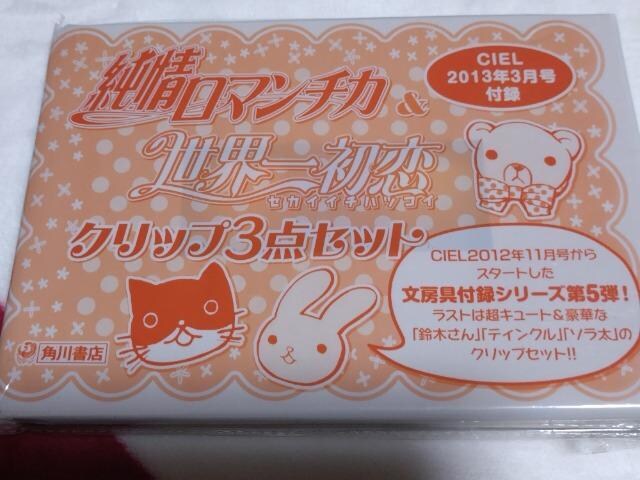 CIEL
2013年3月号
付録
純情ロマンチカ &
世界一初恋
セカイイチハツコイ
クリップ3点セット
CIEL2012年11月号から
スタートした
文房具付録シリーズ第5弾!
ラストは超キュート&豪華な
「鈴木さん」「ティンクル」「ソラ太」の
クリップセット!!
角川書店